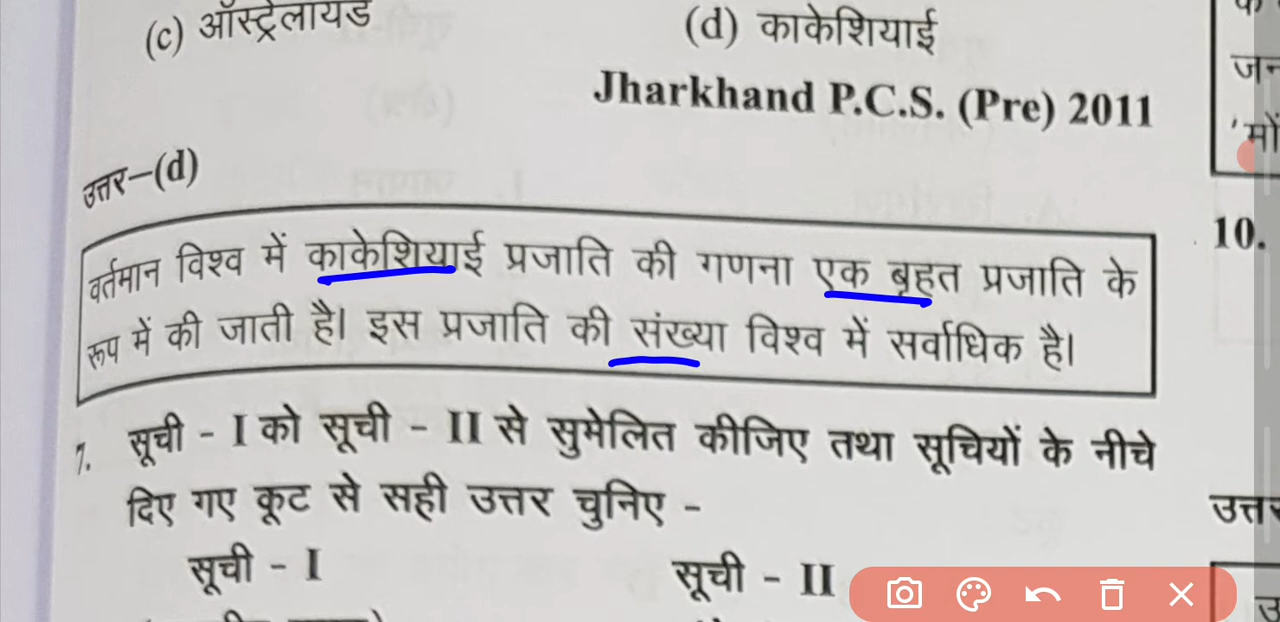 (c) ऑस्ट्रेलायड
(d) काकेशियाई
Jharkhand P.C.S. (Pre) 2011
उत्तर–(d)
वर्तमान विश्व में काकेशियाई प्रजाति की गणना एक बृहत प्रजाति के
रूप में की जाती है। इस प्रजाति की संख्या विश्व में सर्वाधिक है।
7. सूची - I को सूची - II से सुमेलित कीजिए तथा सूचियों के नीचे
दिए गए कूट से सही उत्तर चुनिए -
सूची - I
सूची - II
10.